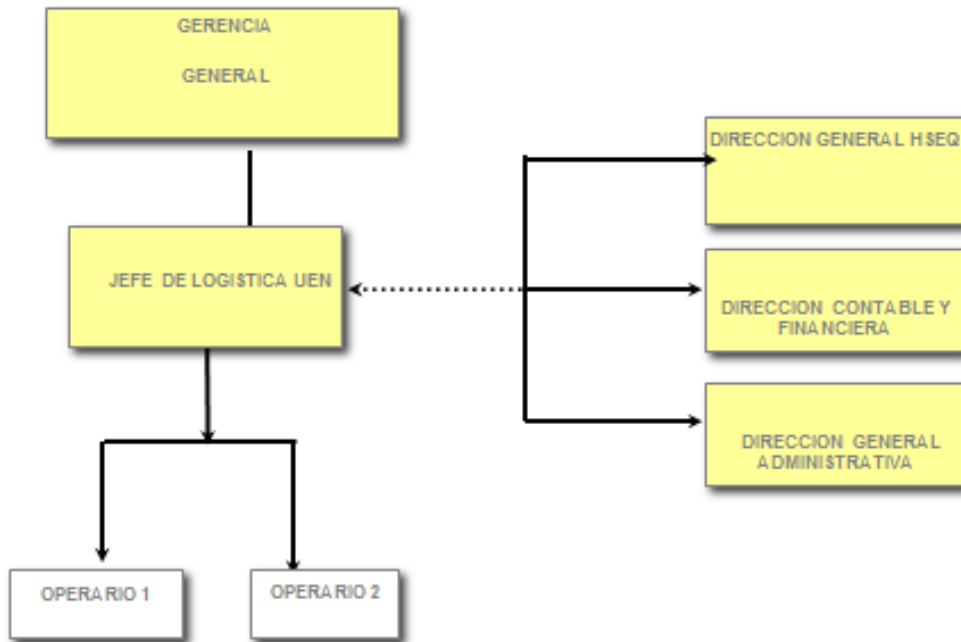 GERENCIA
GENERAL
DIRECCION GENERAL HSEQ
JEFE DE LOGISTICA UEN
DIRECCION CONTABLE Y
FINANCIERA
DIRECCION GENERAL
ADMINISTRATIVA
OPERARIO 1
OPERARIO 2